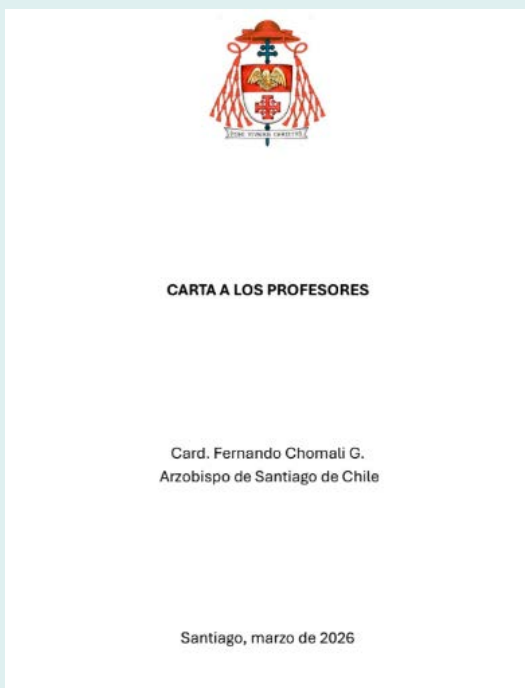 CARTA A LOS PROFESORES
Card. Fernando Chomali G.
Arzobispo de Santiago de Chile
Santiago, marzo de 2026